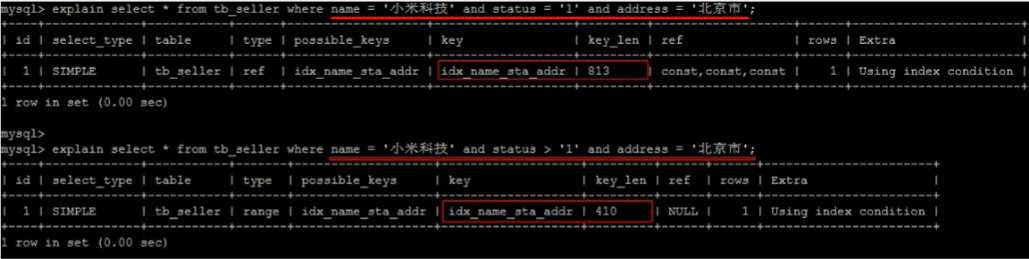 mysql> explain select * from tb_seller where name = '小米科技' and status = '1' and address = '北京市';
| id | select_type | table | type | possible_keys | key | key_len | ref | rows | Extra |
| 1 | SIMPLE | tb_seller | ref | idx_name_sta_addr | idx_name_sta_addr | 813 | const,const,const | 1 | Using index condition |
1 row in set (0.00 sec)
mysql>
mysql> explain select * from tb_seller where name = '小米科技' and status > '1' and address = '北京市';
| id | select_type | table | type | possible_keys | key | key_len | ref | rows | Extra |
| 1 | SIMPLE | tb_seller | range | idx_name_sta_addr | idx_name_sta_addr | 410 | NULL | 1 | Using index condition |
1 row in set (0.00 sec)